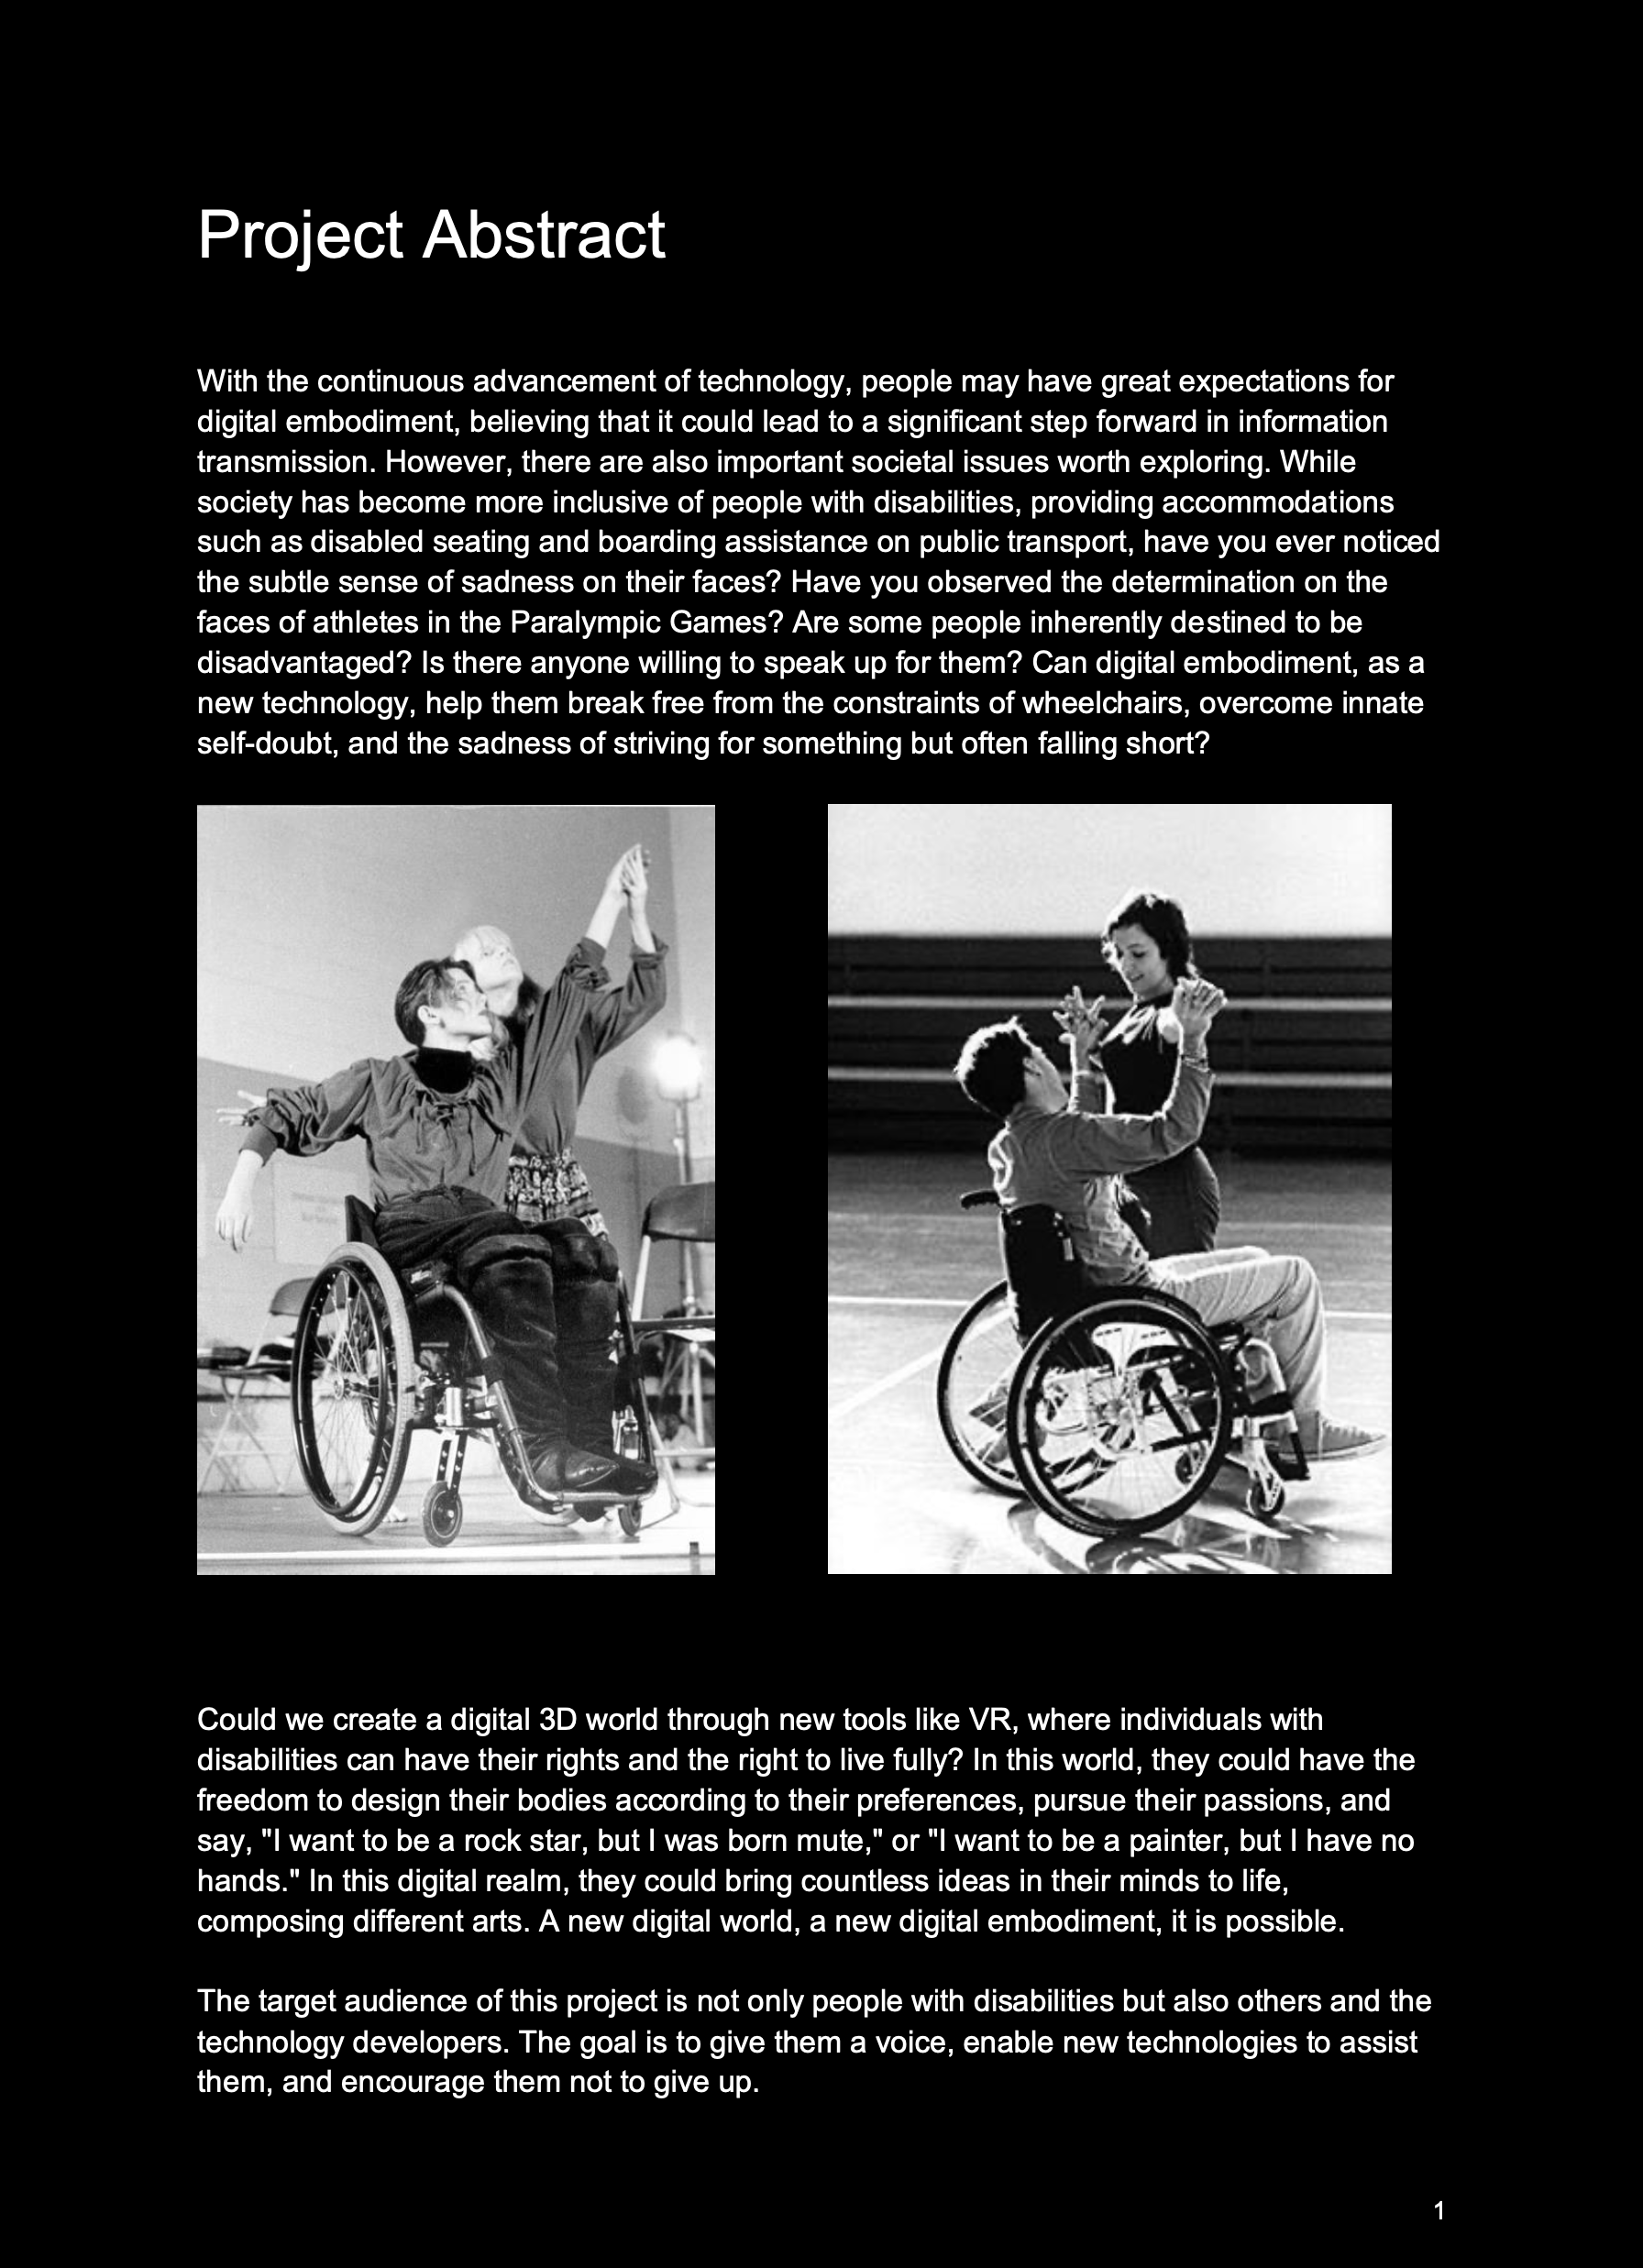 Project Abstract
With the continuous advancement of technology, people may have great expectations for
digital embodiment, believing that it could lead to a significant step forward in information
transmission. However, there are also important societal issues worth exploring. While
society has become more inclusive of people with disabilities, providing accommodations
such as disabled seating and boarding assistance on public transport, have you ever noticed
the subtle sense of sadness on their faces? Have you observed the determination on the
faces of athletes in the Paralympic Games? Are some people inherently destined to be
disadvantaged? Is there anyone willing to speak up for them? Can digital embodiment, as a
new technology, help them break free from the constraints of wheelchairs, overcome innate
self-doubt, and the sadness of striving for something but often falling short?
Could we create a digital 3D world through new tools like VR, where individuals with
disabilities can have their rights and the right to live fully? In this world, they could have the
freedom to design their bodies according to their preferences, pursue their passions, and
say, "I want to be a rock star, but I was born mute," or "I want to be a painter, but I have no
hands." In this digital realm, they could bring countless ideas in their minds to life,
composing different arts. A new digital world, a new digital embodiment, it is possible.
The target audience of this project is not only people with disabilities but also others and the
technology developers. The goal is to give them a voice, enable new technologies to assist
them, and encourage them not to give up.
1